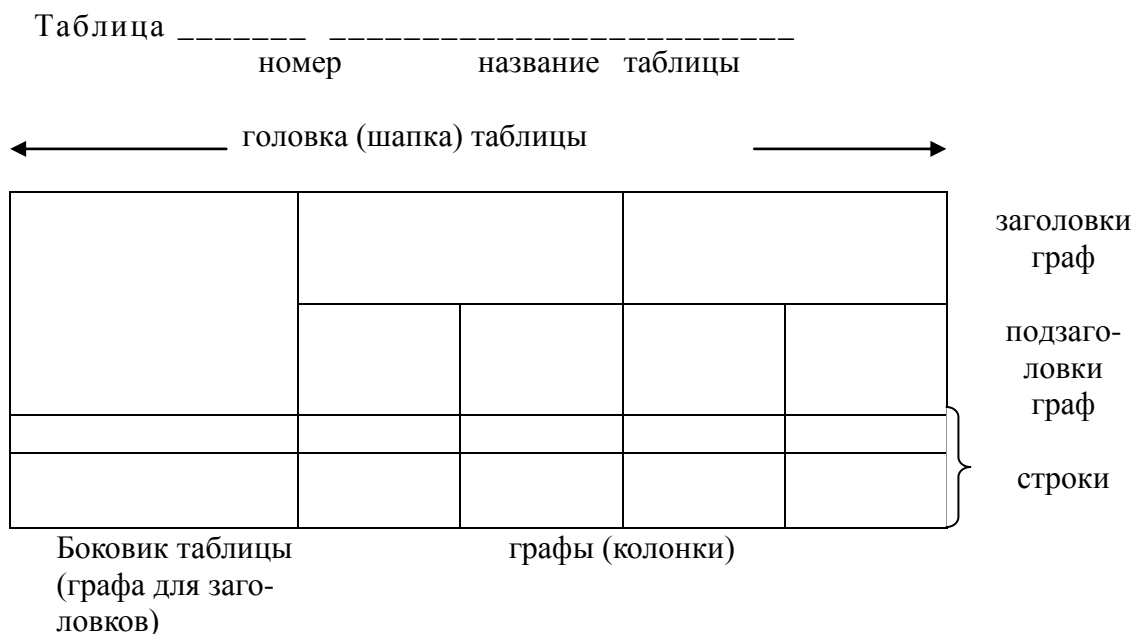 Таблица _______ _________________________
номер название таблицы
головка (шапка) таблицы
заголовки
граф
подзаго-
ловки
граф
строки
Боковик таблицы
(графа для заго-
ловков)
графы (колонки)